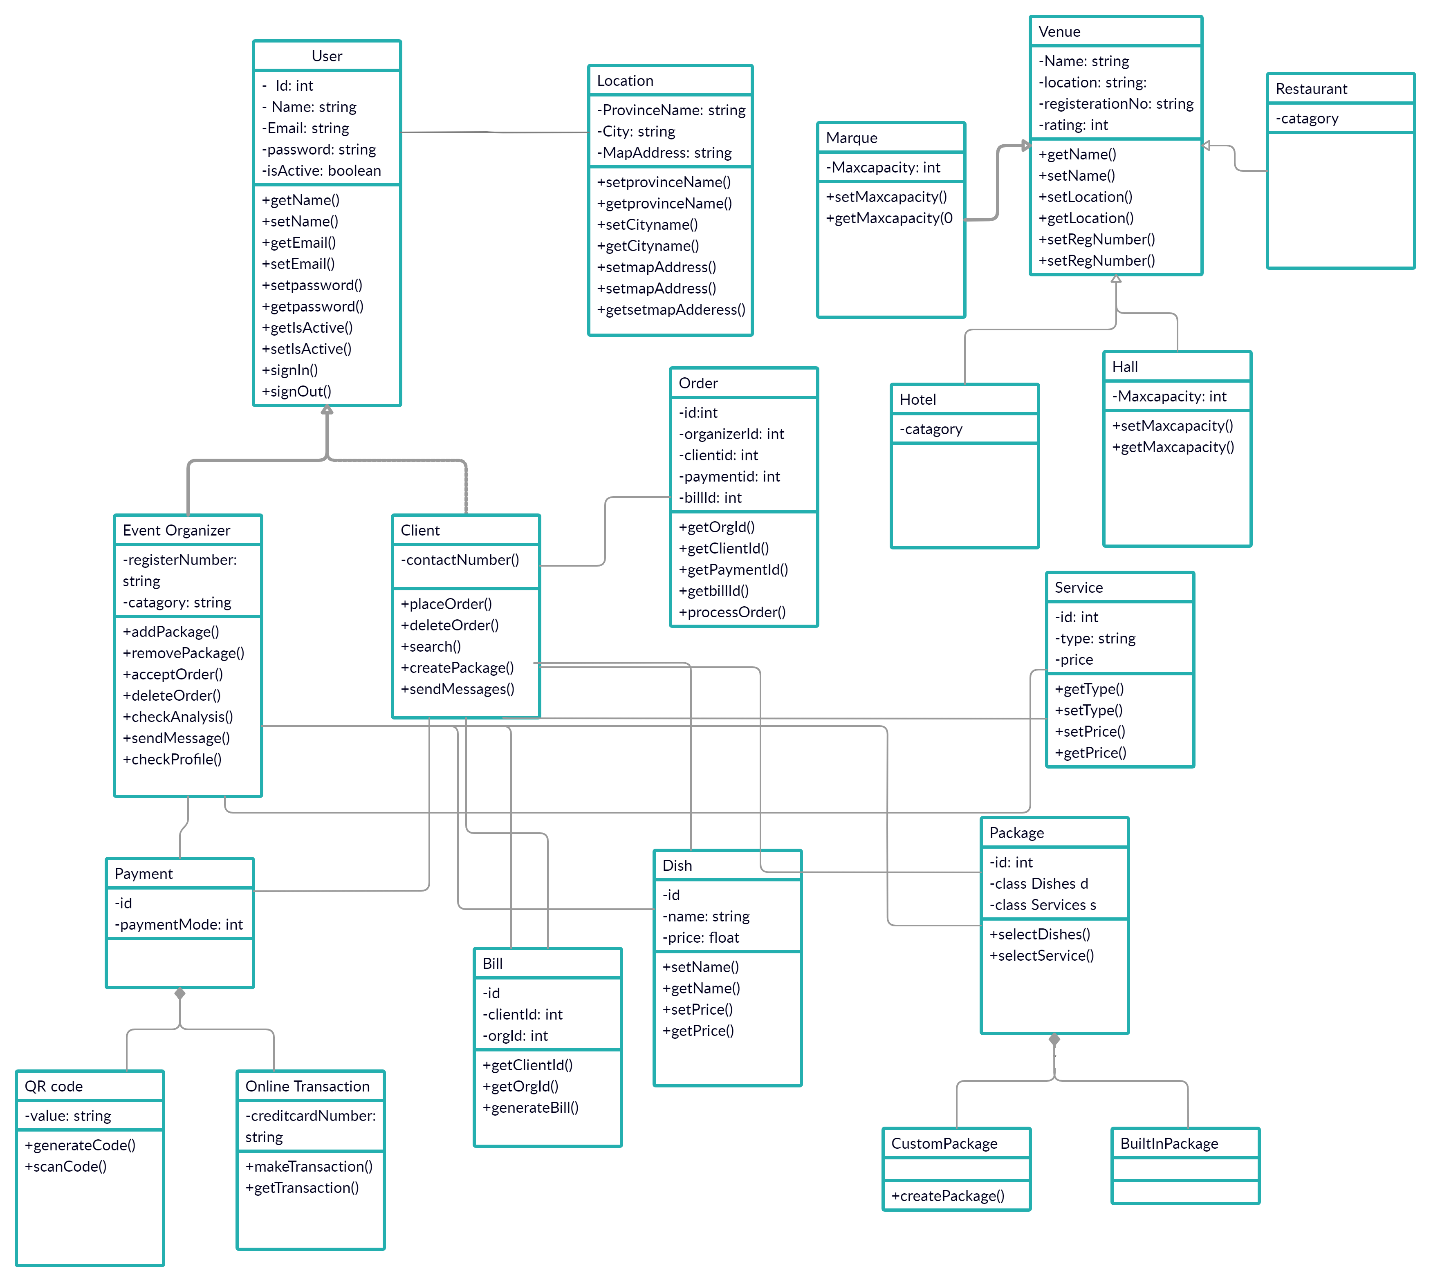 User
- Id: int
- Name: string
-Email: string
-password: string
-isActive: boolean
+getName()
+setName()
+getEmail()
+setEmail()
+setpassword()
+getpassword()
+getIsActive()
+setIsActive()
+signIn()
+signOut()
Location
-ProvinceName: string
-City: string
-MapAddress: string
+setprovinceName()
+getprovinceName()
+setCityname()
+getCityname()
+setmapAddress()
+setmapAddress()
+getsetmapAdderess()
Marque
-Maxcapacity: int
+setMaxcapacity()
+getMaxcapacity(0
Venue
-Name: string
-location: string:
-registerationNo: string
-rating: int
+getName()
+setName()
+setLocation()
+getLocation()
+setRegNumber()
+setRegNumber()
Restaurant
-catagory
Hotel
-catagory
Hall
-Maxcapacity: int
+setMaxcapacity()
+getMaxcapacity()
Order
-id:int
-organizerId: int
-clientid: int
-paymentid: int
-billId: int
+getOrgId()
+getClientId()
+getPaymentId()
+getbillId()
+processOrder()
Event Organizer
-registerNumber:
string
-catagory: string
+addPackage()
+removePackage()
+acceptOrder()
+deleteOrder()
+checkAnalysis()
+sendMessage()
+checkProfile()
Client
-contactNumber()
+placeOrder()
+deleteOrder()
+search()
+createPackage()
+sendMessages()
Service
-id: int
-type: string
-price
+getType()
+setType()
+setPrice()
+getPrice()
Payment
-id
-paymentMode: int
Dish
-id
-name: string
-price: float
+setName()
+getName()
+setPrice()
+getPrice()
Package
-id: int
-class Dishes d
-class Services s
+selectDishes()
+selectService()
Bill
-id
-clientId: int
-orgId: int
+getClientId()
+getOrgId()
+generateBill()
QR code
-value: string
+generateCode()
+scanCode()
Online Transaction
-creditcardNumber:
string
+makeTransaction()
+getTransaction()
CustomPackage
+createPackage()
BuiltInPackage